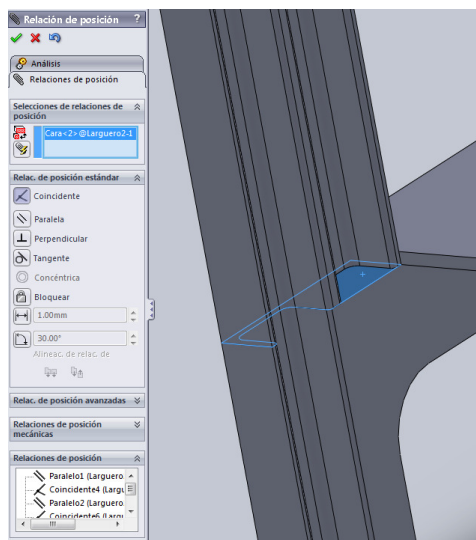 Relación de posición ?
Análisis
Relaciones de posición
Selecciones de relaciones de
posición
Cara<2>@Larguero2-1
Relac. de posición estándar
Coincidente
Paralela
Perpendicular
Tangente
Concéntrica
Bloquear
1.00mm
30.00°
Alineac. de relac. de
Relac. de posición avanzadas
Relaciones de posición
mecánicas
Relaciones de posición
Paralelo1 (Larguero
Coincidente4 (Largu
Paralelo2 (Larguero
Coincidente6 (Largu